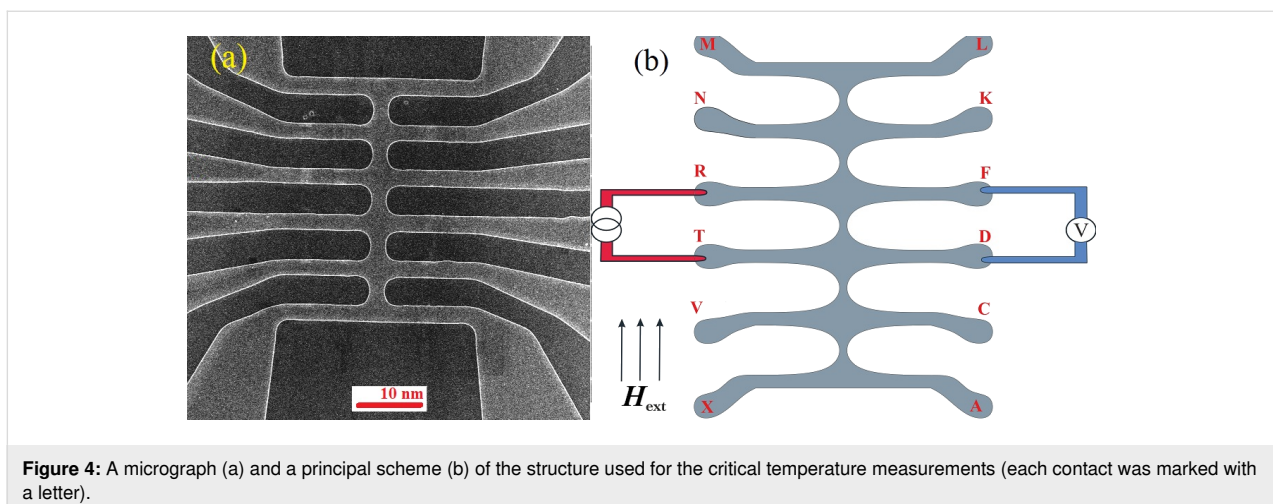 (a)
10 nm
(b)
M
L
N
K
R
F
V
T
D
V
C
H ext
X
A
Figure 4: A micrograph (a) and a principal scheme (b) of the structure used for the critical temperature measurements (each contact was marked with
a letter).